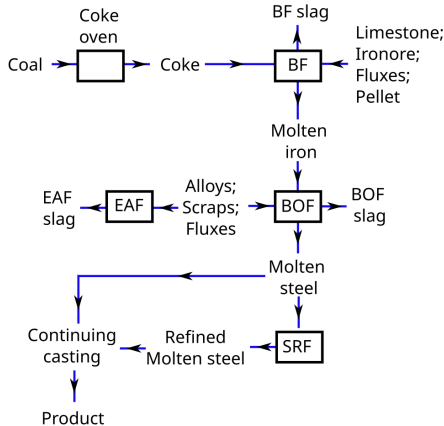 Coke
oven
BF slag
Limestone;
Ironore;
Fluxes;
Pellet
Coal
Coke
BF
Molten
iron
EAF
slag
EAF
Alloys;
Scraps;
Fluxes
BOF
BOF
slag
Molten
steel
Continuing
casting
Refined
Molten steel
SRF
Product